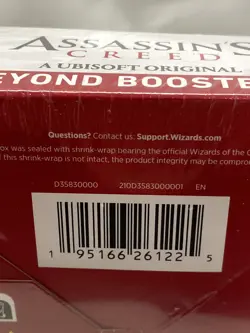 ASSASSIN'S
CREED
A UBISOFT ORIGINAL
EYOND BOOSTE
Questions? Contact us: Support.Wizards.com
ox was sealed with shrink-wrap bearing the official Wizards of the
f this shrink-wrap is not intact, the product integrity may be compro
D35830000 210D3583000001 EN
1 95166 26122 5